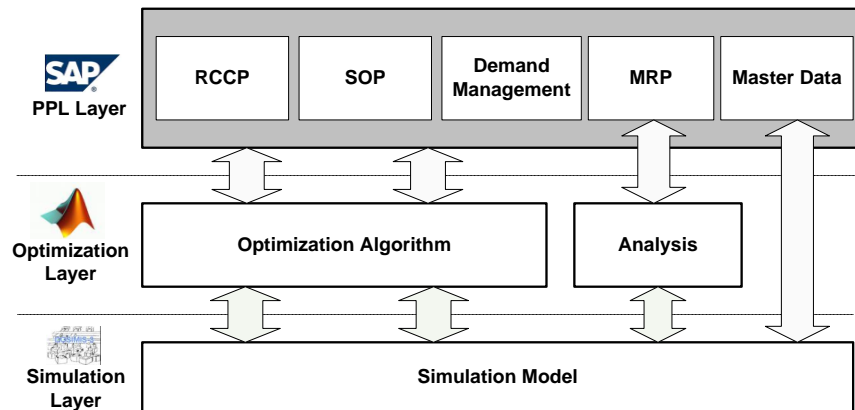 SAP
®
PPL Layer
RCCP
SOP
Demand
Management
MRP
Master Data
Optimization
Layer
Optimization Algorithm
Analysis
Simulation
Layer
Simulation Model